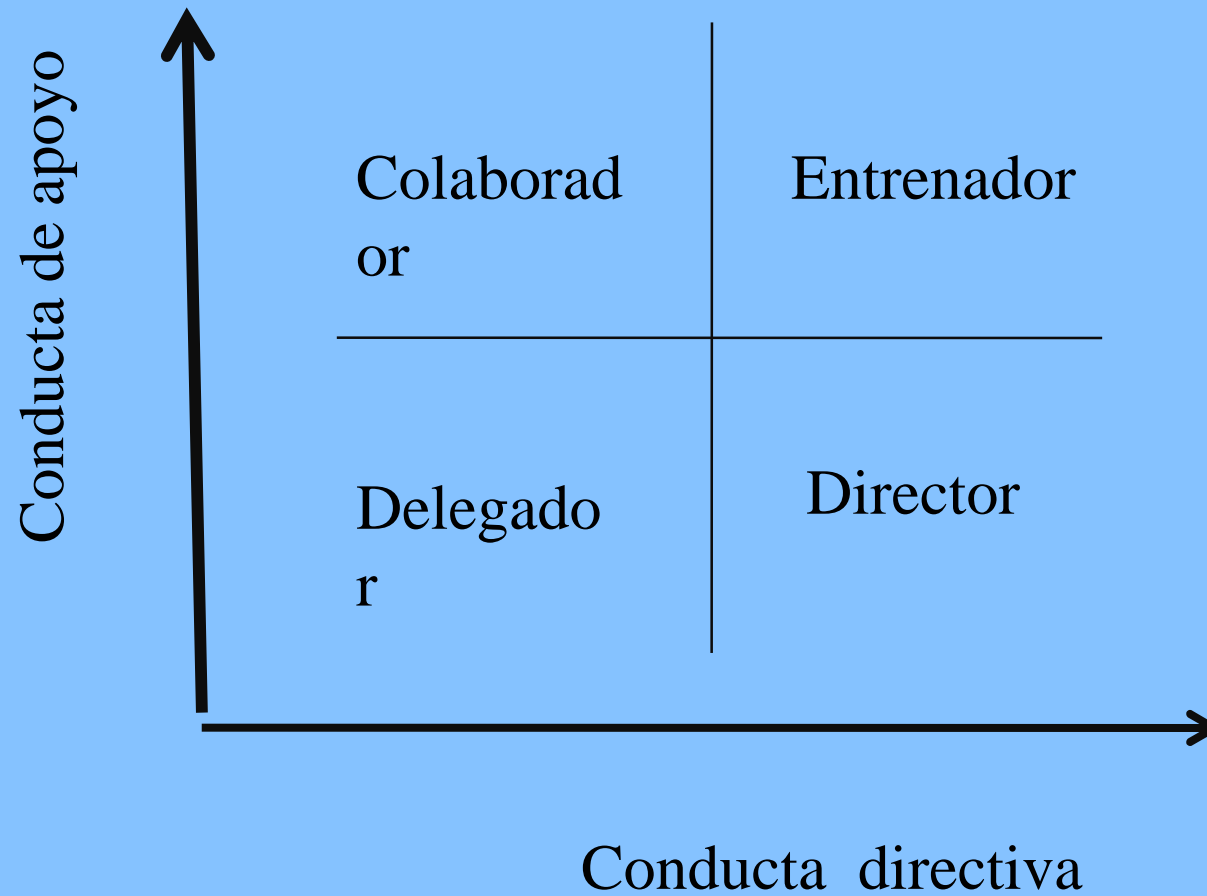 Conducta de apoyo
Colaborad
or
Entrenador
Delegado
r
Director
Conducta directiva